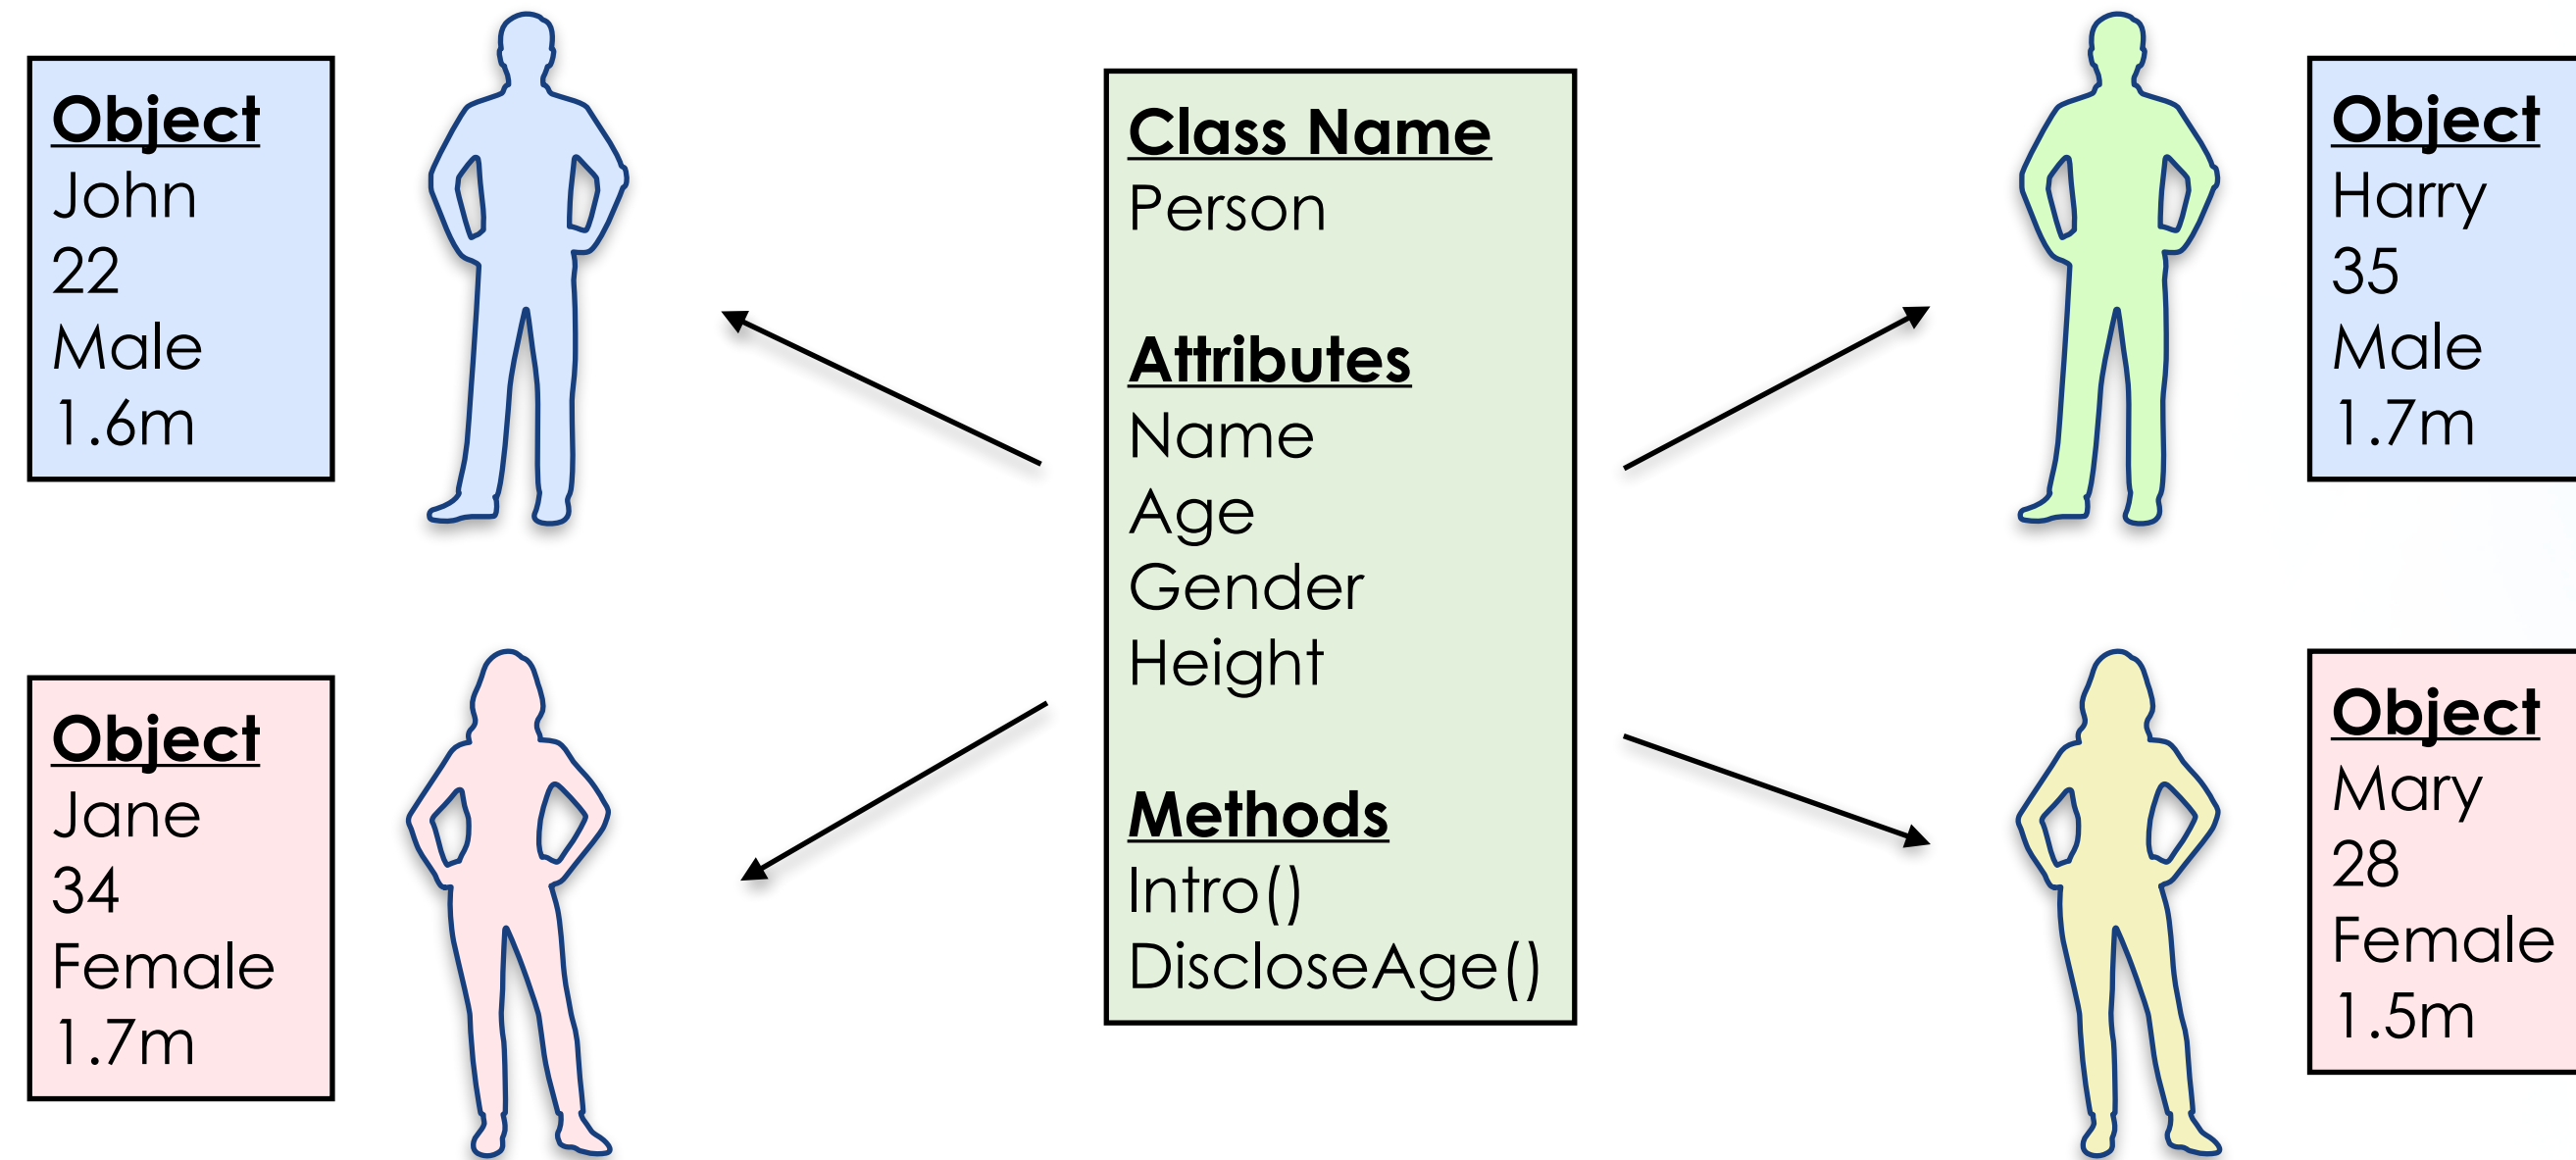 Object
John
22
Male
1.6m
Class Name
Person
Attributes
Name
Age
Gender
Height
Methods
Intro()
DiscloseAge()
Object
Harry
35
Male
1.7m
Object
Jane
34
Female
1.7m
Object
Mary
28
Female
1.5m